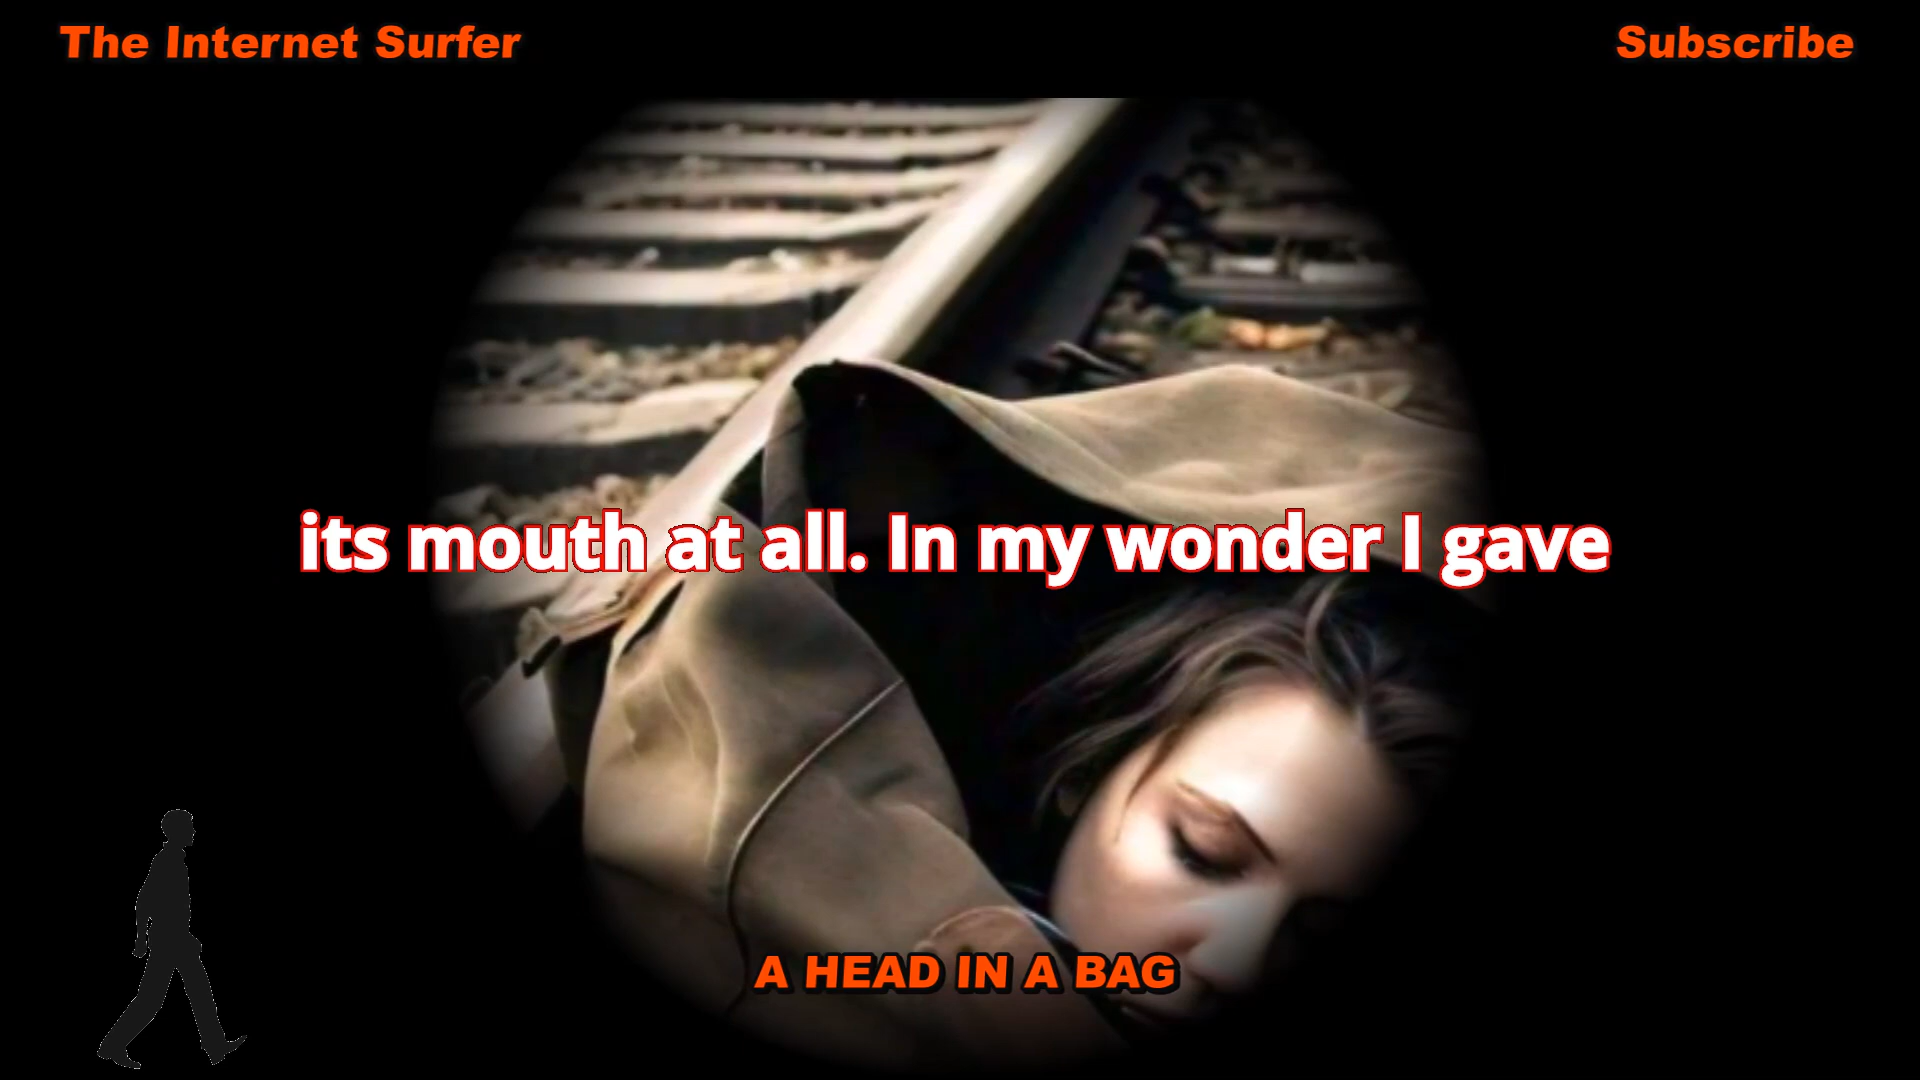 The Internet Surfer
Subscribe
its mouth at all. In my wonder I gave
A HEAD IN A BAG